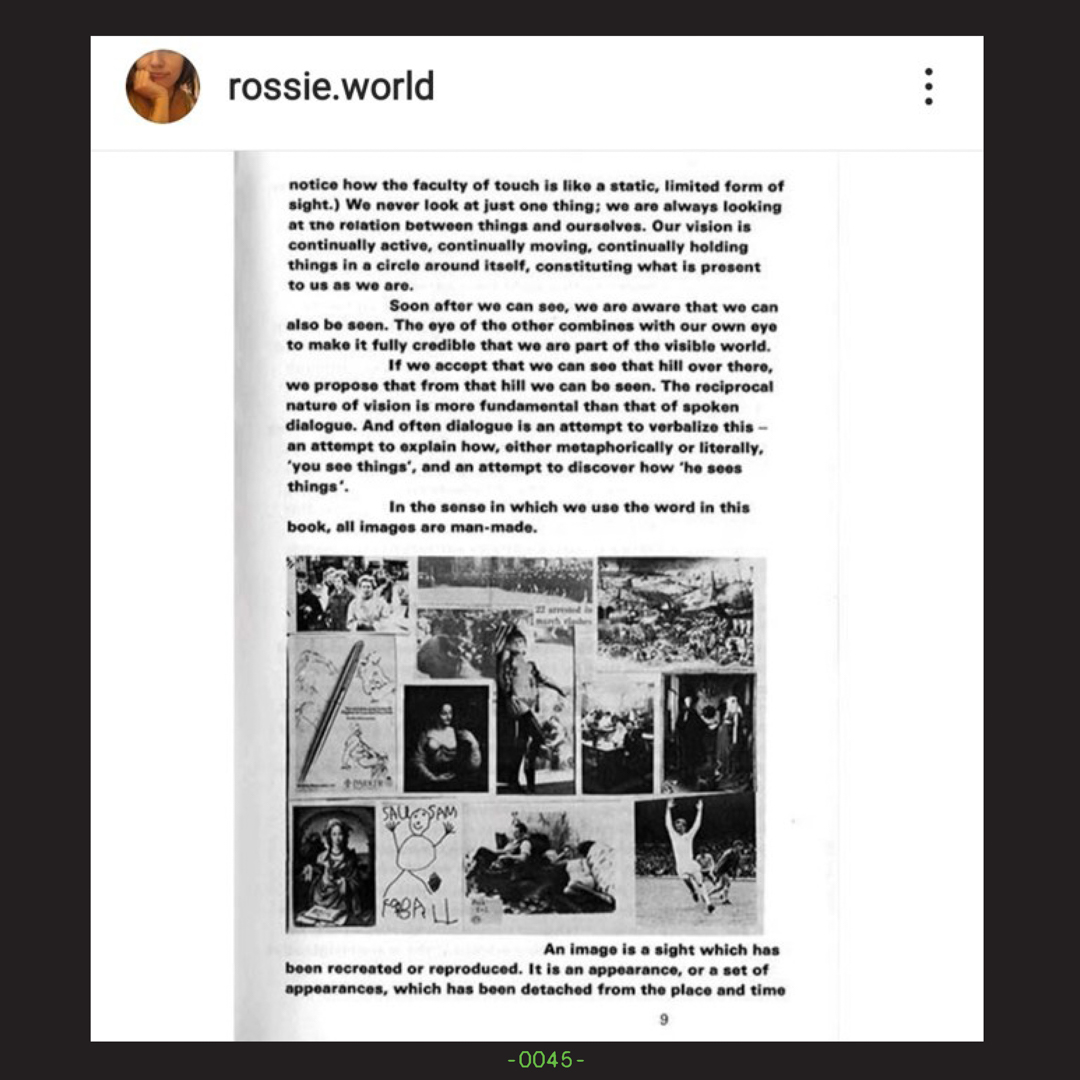 rossie.world
notice how the faculty of touch is like a static, limited form of
sight.) We never look at just one thing; we are always looking
at the relation between things and ourselves. Our vision is
continually active, continually moving, continually holding
things in a circle around itself, constituting what is present
to us as we are.
Soon after we can see, we are aware that we can
also be seen. The eye of the other combines with our own eye
to make it fully credible that we are part of the visible world.
If we accept that we can see that hill over there,
we propose that from that hill we can be seen. The reciprocal
nature of vision is more fundamental than that of spoken
dialogue. And often dialogue is an attempt to verbalize this –
an attempt to explain how, either metaphorically or literally,
'you see things', and an attempt to discover how 'he sees
things'.
In the sense in which we use the word in this
book, all images are man-made.
22 arrested in
march clashes
PARKER
SAUL SAM
An image is a sight which has
been recreated or reproduced. It is an appearance, or a set of
appearances, which has been detached from the place and time
9
-0045-